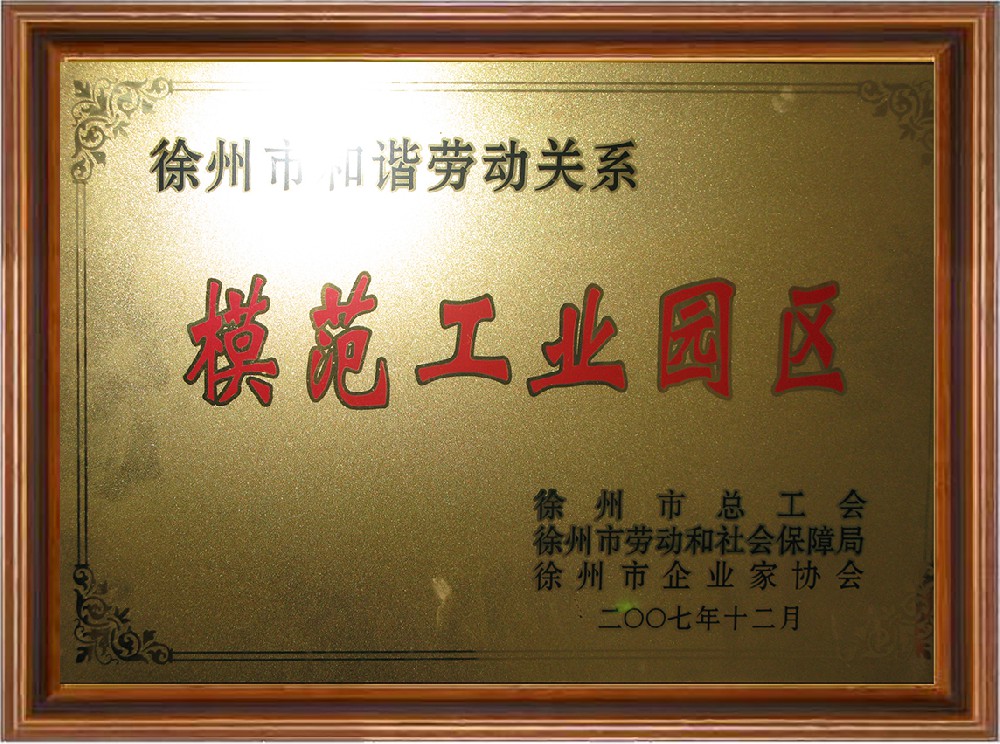 徐州市和谐劳动关系
模范工业园区
徐州市总工会
徐州市劳动和社会保障局
徐州市企业家协会
二〇〇七年十二月